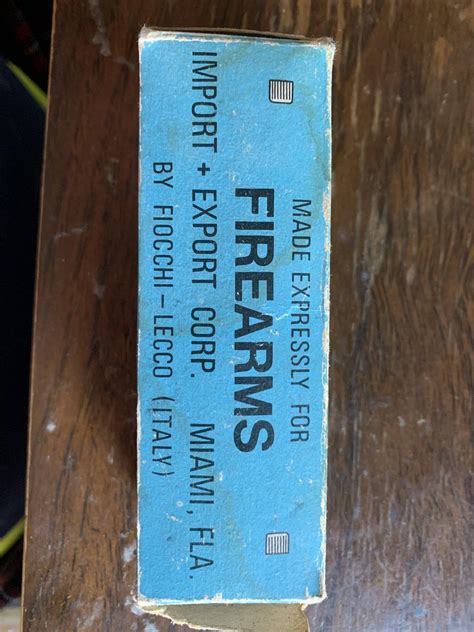 MADE EXPRESSLY FOR
FIREARMS
IMPORT + EXPORT CORP. MIAMI, FLA.
BY FIOCCHI-LECCO (ITALY)